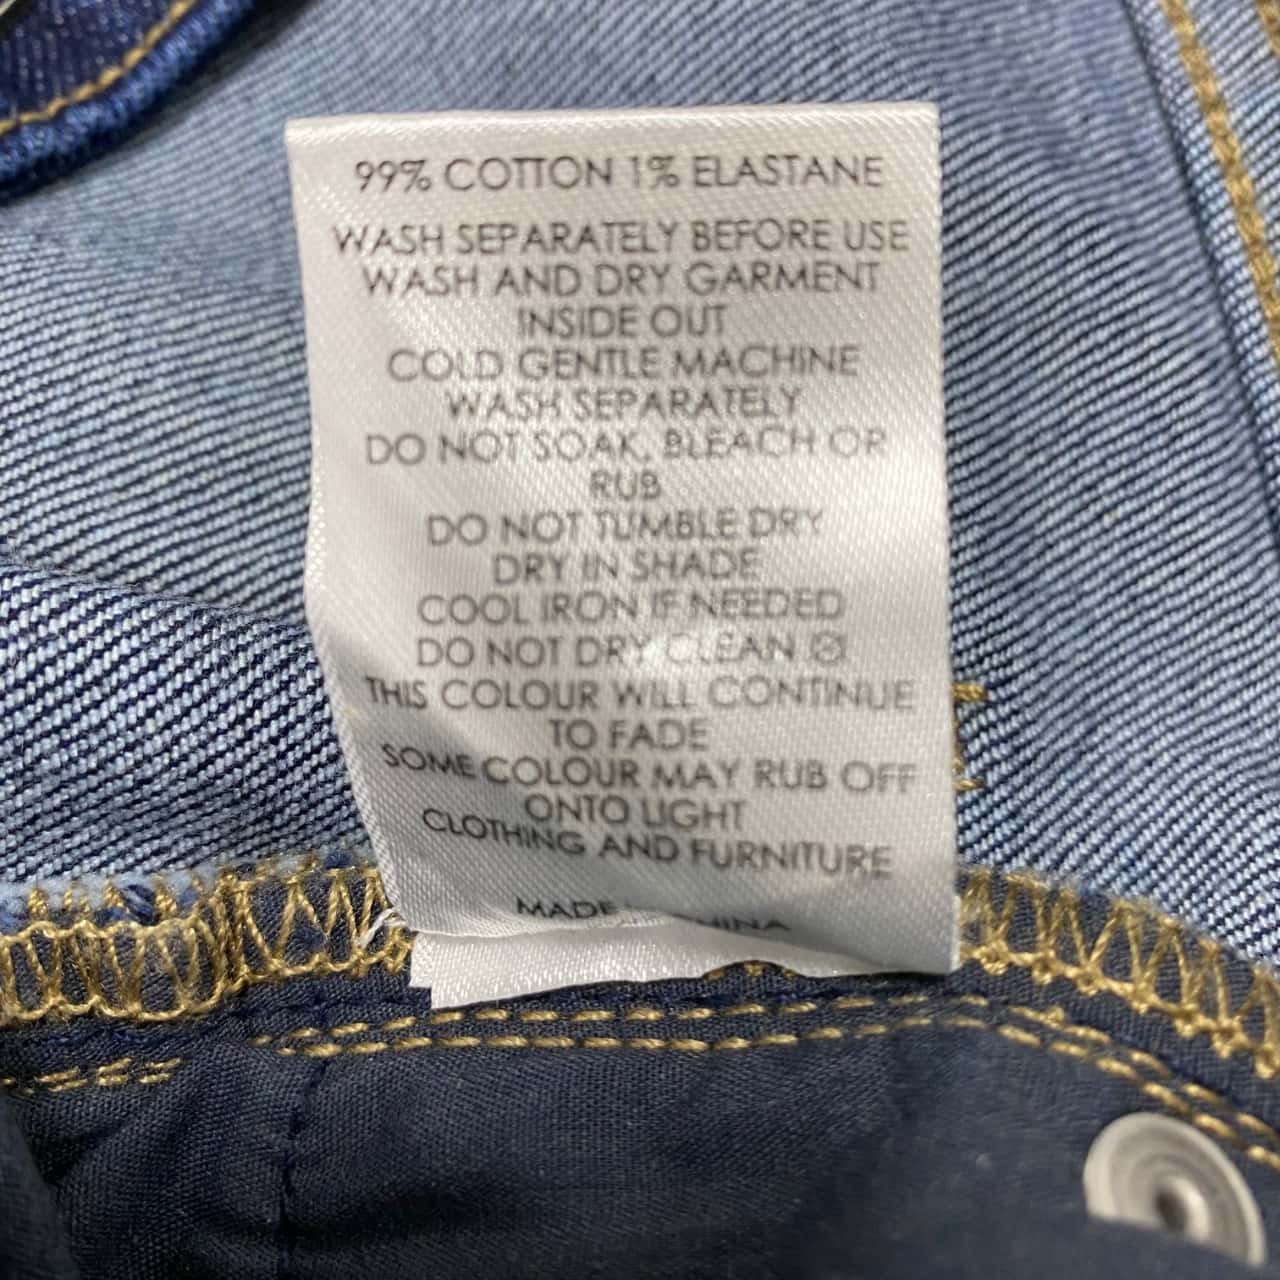 99% COTTON 1% ELASTANE
WASH SEPARATELY BEFORE USE
WASH AND DRY GARMENT
INSIDE OUT
COLD GENTLE MACHINE
WASH SEPARATELY
DO NOT SOAK, BLEACH OR
RUB
DO NOT TUMBLE DRY
DRY IN SHADE
COOL IRON IF NEEDED
DO NOT DRY CLEAN
THIS COLOUR WILL CONTINUE
TO FADE
SOME COLOUR MAY RUB OFF
ONTO LIGHT
CLOTHING AND FURNITURE
MADE IN CHINA